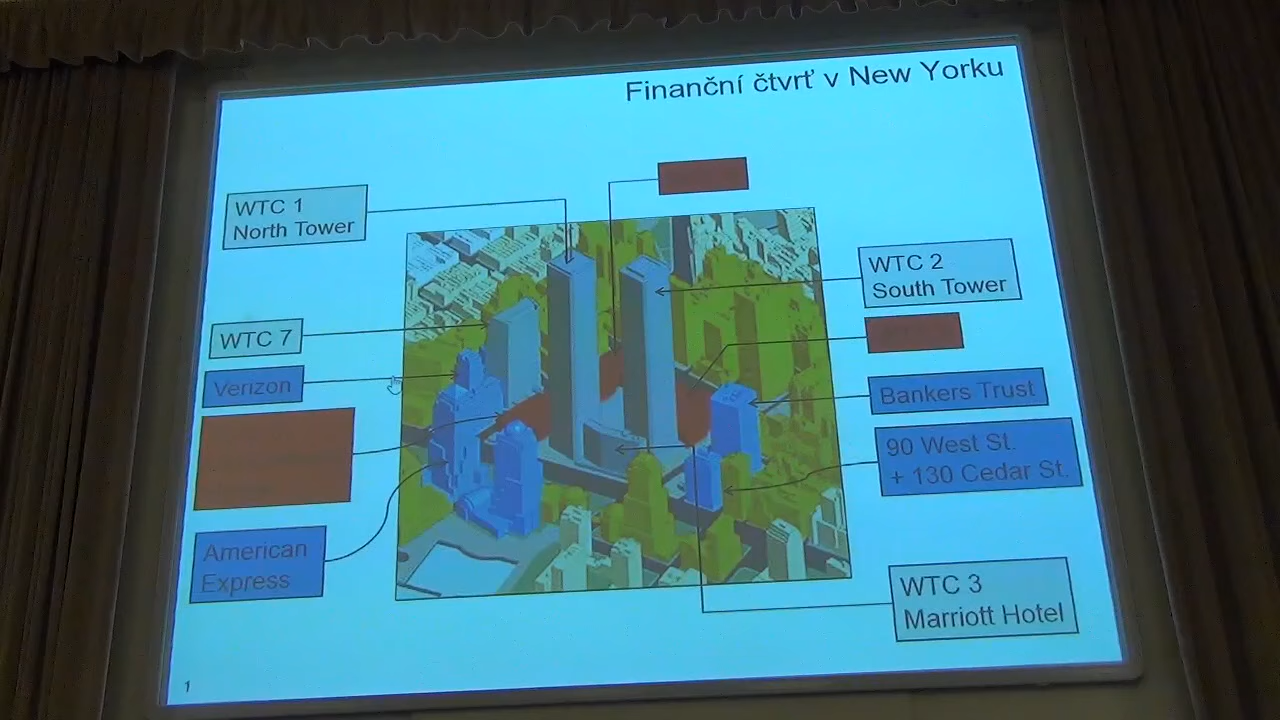 Finanční čtvrť v New Yorku
WTC 1
North Tower
WTC 2
South Tower
WTC 7
Verizon
Bankers Trust
90 West St.
+ 130 Cedar St.
American
Express
WTC 3
Marriott Hotel
1